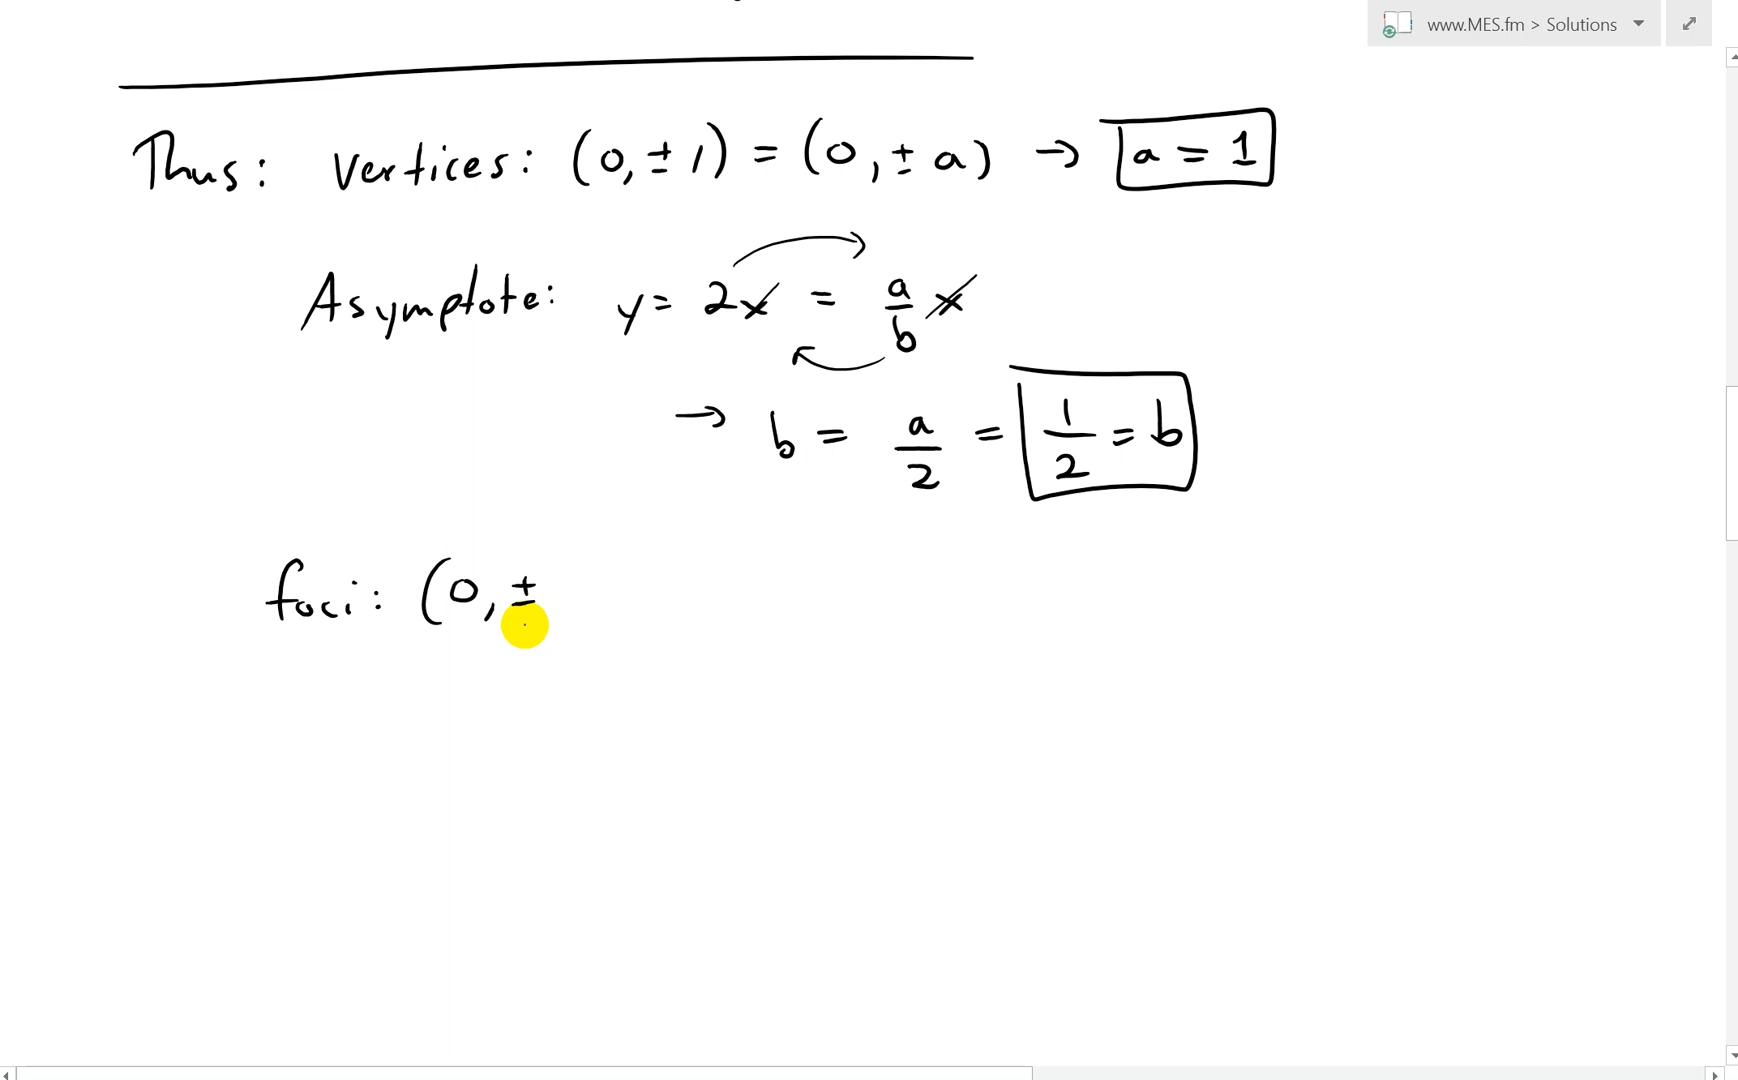 www.MES.fm > Solutions
Thus: vertices: (0, ± 1) = (0, ± a) → a = 1
Asymptote: y = 2x = a/b x
→ b = a/2 = 1/2 = b
foci: (0, ±